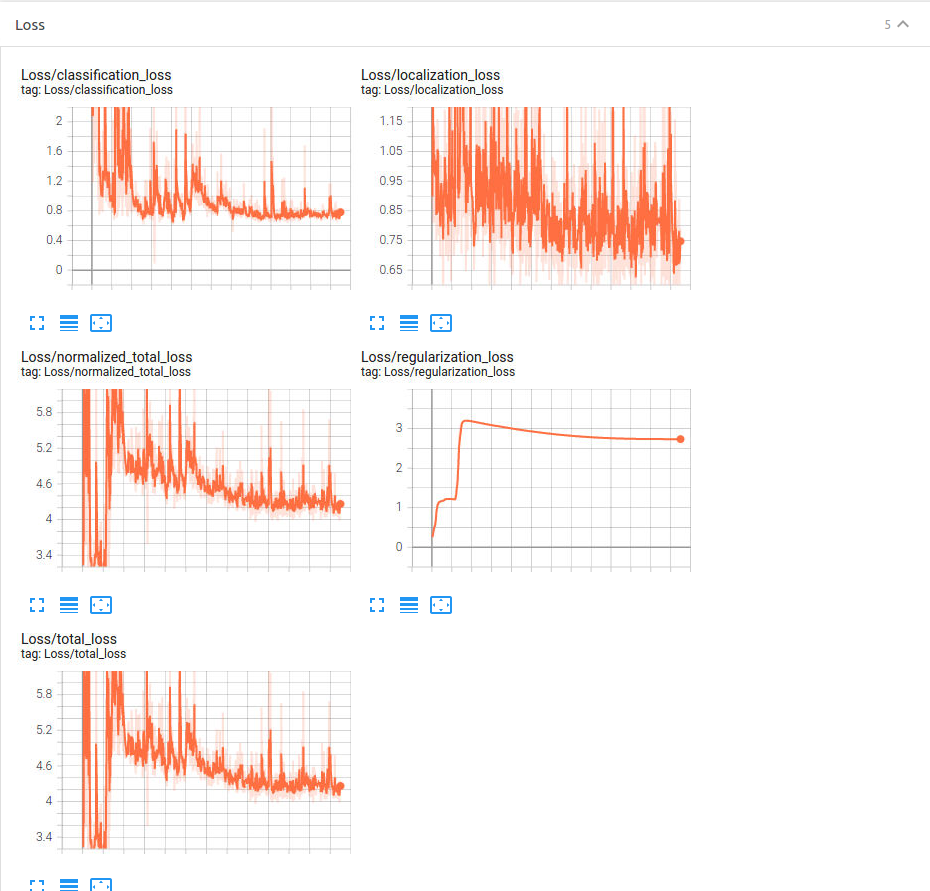 Loss
5
Loss/classification_loss
tag: Loss/classification_loss
2
1.6
1.2
0.8
0.4
0
Loss/localization_loss
tag: Loss/localization_loss
1.15
1.05
0.95
0.85
0.75
0.65
Loss/normalized_total_loss
tag: Loss/normalized_total_loss
5.8
5.2
4.6
4
3.4
Loss/regularization_loss
tag: Loss/regularization_loss
3
2
1
0
Loss/total_loss
tag: Loss/total_loss
5.8
5.2
4.6
4
3.4